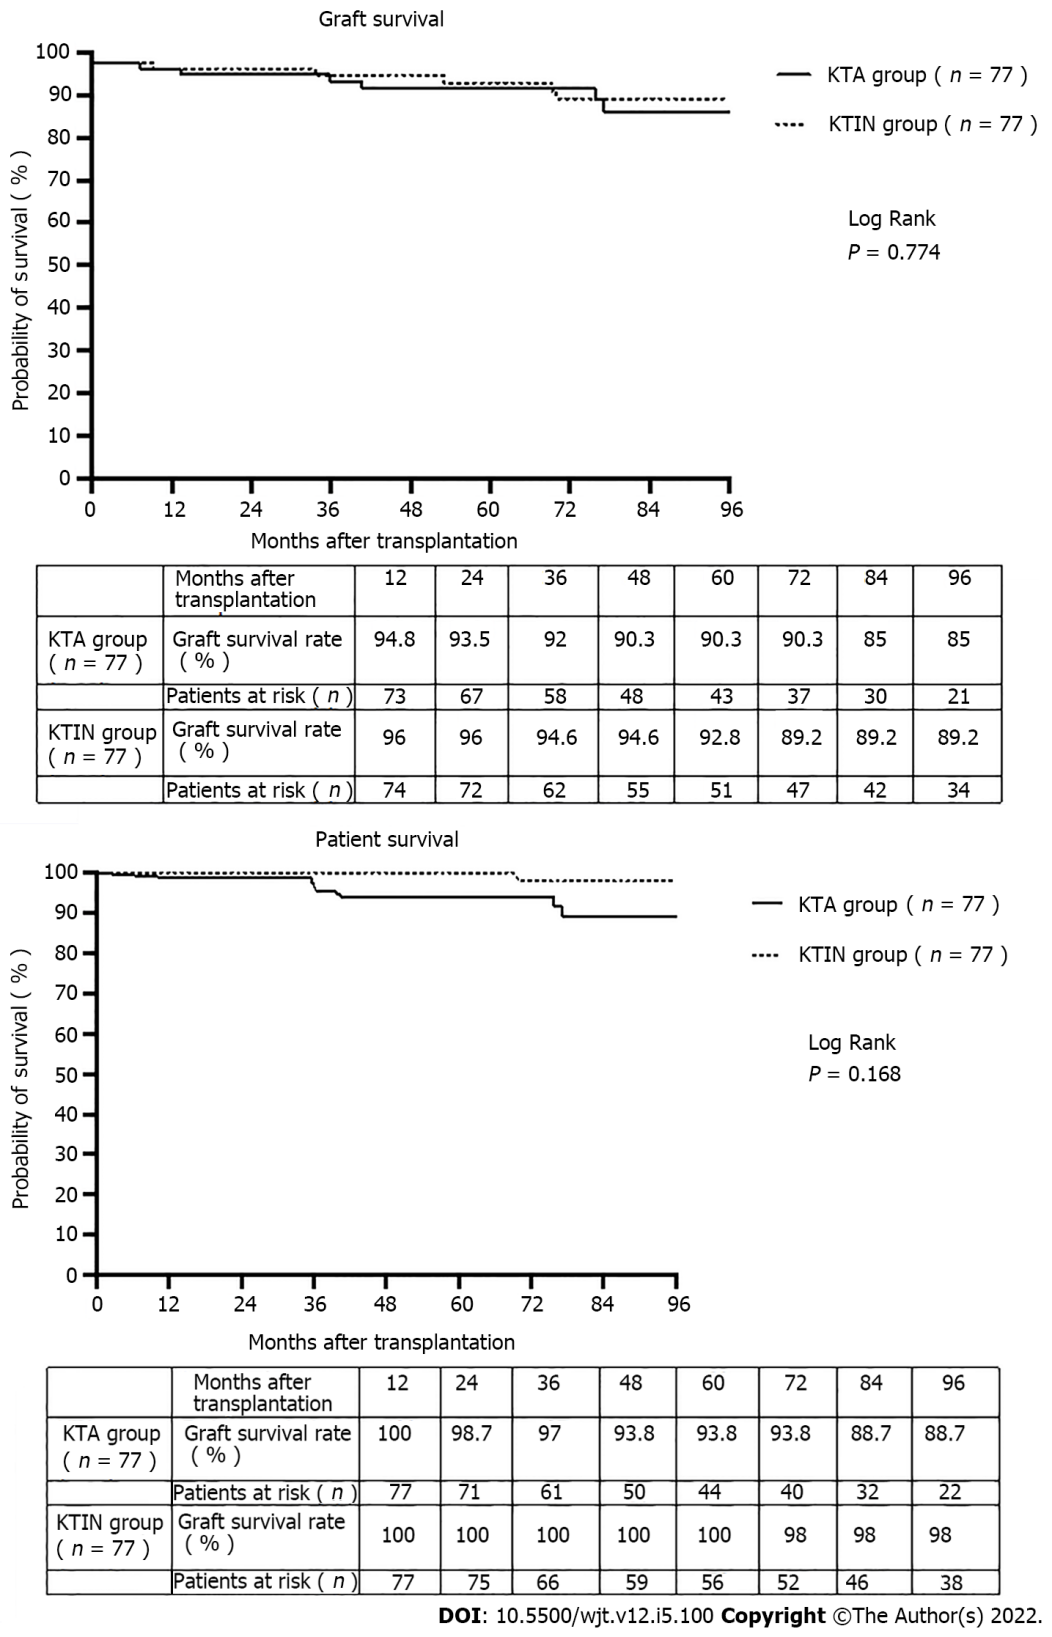 Graft survival
100
90
80
70
60
50
40
30
20
10
0
Probability of survival ( % )
0 12 24 36 48 60 72 84 96
Months after transplantation
KTA group ( n = 77 )
KTIN group ( n = 77 )
Log Rank
P = 0.774
Months after transplantation 12 24 36 48 60 72 84 96
KTA group ( n = 77 ) Graft survival rate ( % ) 94.8 93.5 92 90.3 90.3 90.3 85 85
Patients at risk ( n ) 73 67 58 48 43 37 30 21
KTIN group ( n = 77 ) Graft survival rate ( % ) 96 96 94.6 94.6 92.8 89.2 89.2 89.2
Patients at risk ( n ) 74 72 62 55 51 47 42 34
Patient survival
100
90
80
70
60
50
40
30
20
10
0
Probability of survival ( % )
0 12 24 36 48 60 72 84 96
Months after transplantation
KTA group ( n = 77 )
KTIN group ( n = 77 )
Log Rank
P = 0.168
Months after transplantation 12 24 36 48 60 72 84 96
KTA group ( n = 77 ) Graft survival rate ( % ) 100 98.7 97 93.8 93.8 93.8 88.7 88.7
Patients at risk ( n ) 77 71 61 50 44 40 32 22
KTIN group ( n = 77 ) Graft survival rate ( % ) 100 100 100 100 100 98 98 98
Patients at risk ( n ) 77 75 66 59 56 52 46 38
DOI: 10.5500/wjt.v12.i5.100 Copyright ©The Author(s) 2022.